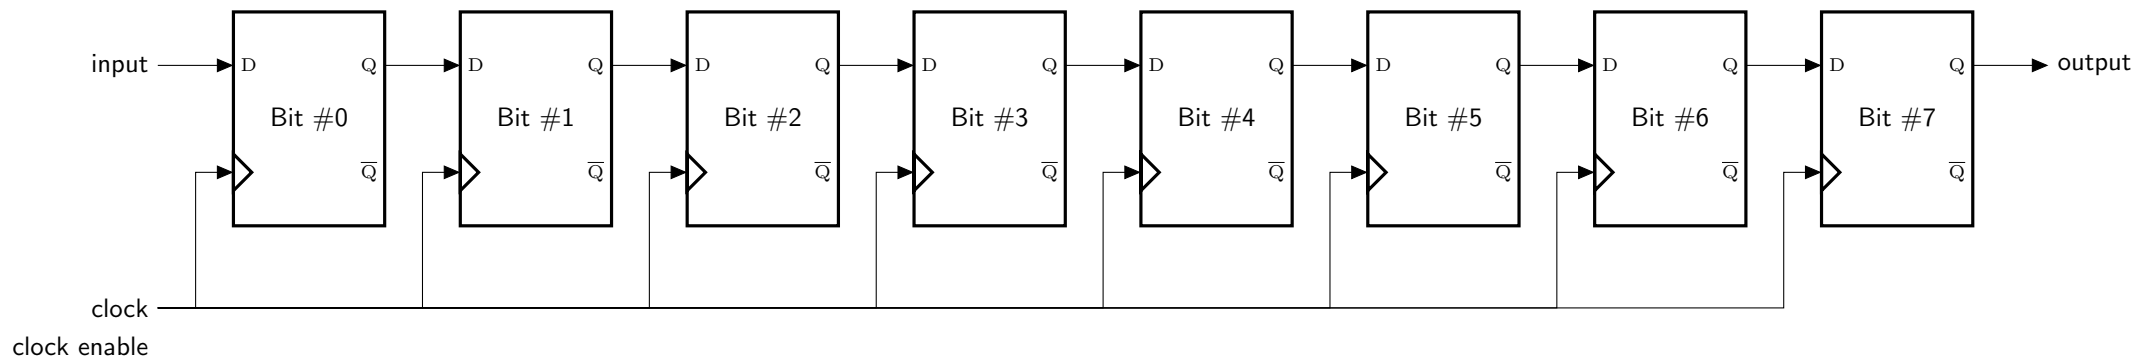 input D Q D Q D Q D Q D Q D Q D Q D Q output
Bit #0 Bit #1 Bit #2 Bit #3 Bit #4 Bit #5 Bit #6 Bit #7
Q̅ Q̅ Q̅ Q̅ Q̅ Q̅ Q̅ Q̅
clock
clock enable